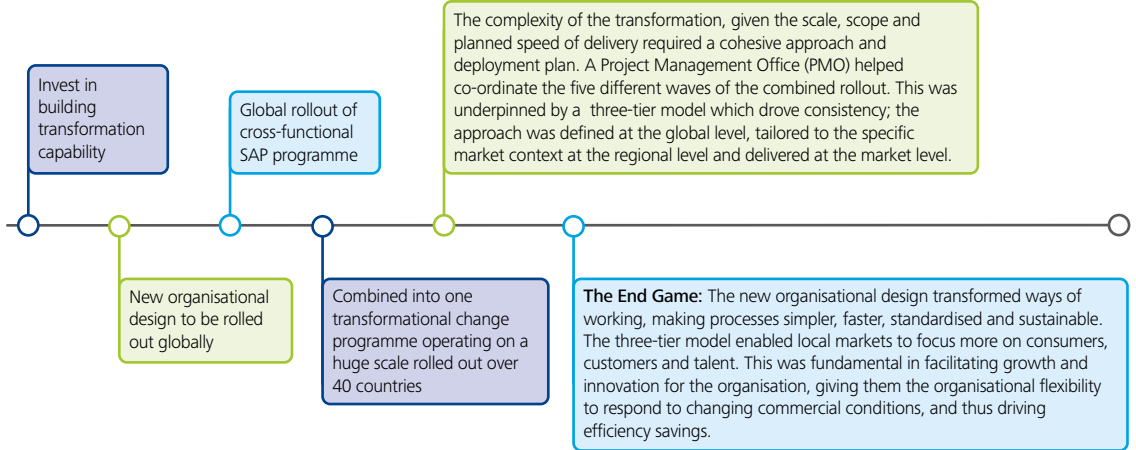 Invest in
building
transformation
capability
New organisational
design to be rolled
out globally
Global rollout of
cross-functional
SAP programme
Combined into one
transformational change
programme operating on a
huge scale rolled out over
40 countries
The complexity of the transformation, given the scale, scope and
planned speed of delivery required a cohesive approach and
deployment plan. A Project Management Office (PMO) helped
co-ordinate the five different waves of the combined rollout. This was
underpinned by a three-tier model which drove consistency; the
approach was defined at the global level, tailored to the specific
market context at the regional level and delivered at the market level.
The End Game: The new organisational design transformed ways of
working, making processes simpler, faster, standardised and sustainable.
The three-tier model enabled local markets to focus more on consumers,
customers and talent. This was fundamental in facilitating growth and
innovation for the organisation, giving them the organisational flexibility
to respond to changing commercial conditions, and thus driving
efficiency savings.